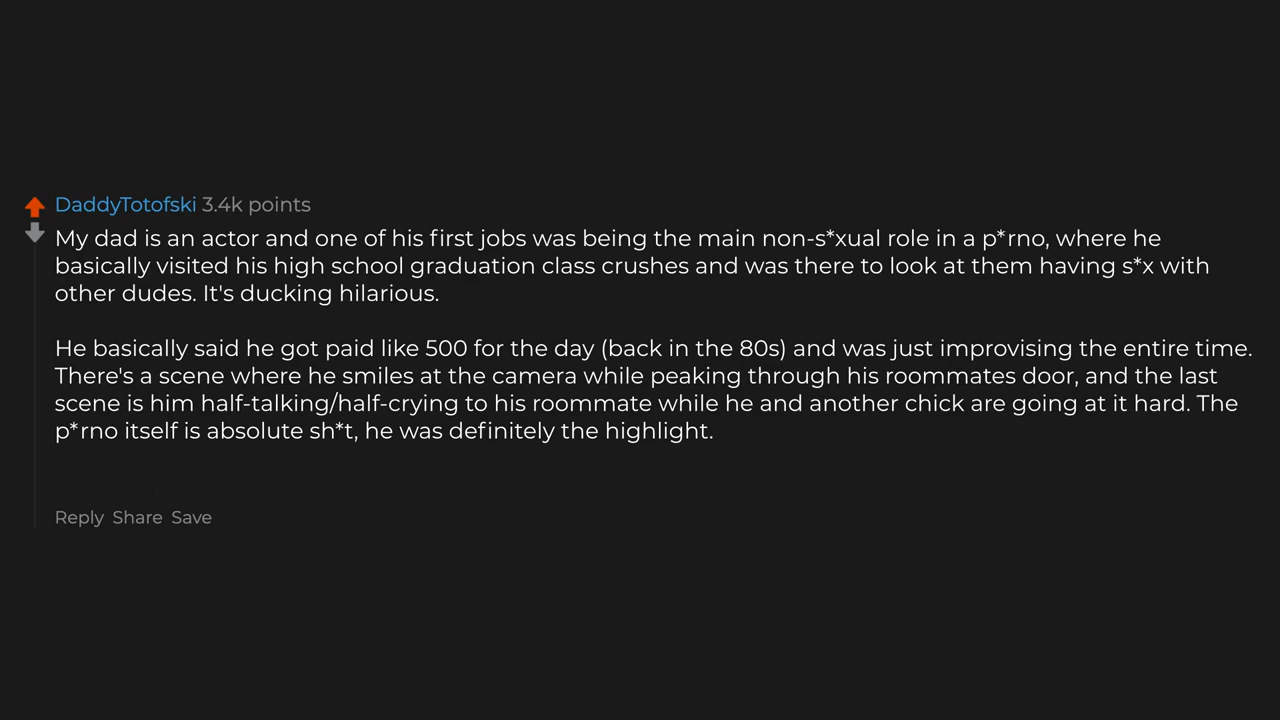 DaddyTotofski 3.4k points
My dad is an actor and one of his first jobs was being the main non-s*xual role in a p*rno, where he
basically visited his high school graduation class crushes and was there to look at them having s*x with
other dudes. It's ducking hilarious.
He basically said he got paid like 500 for the day (back in the 80s) and was just improvising the entire time.
There's a scene where he smiles at the camera while peaking through his roommates door, and the last
scene is him half-talking/half-crying to his roommate while he and another chick are going at it hard. The
p*rno itself is absolute sh*t, he was definitely the highlight.
Reply Share Save